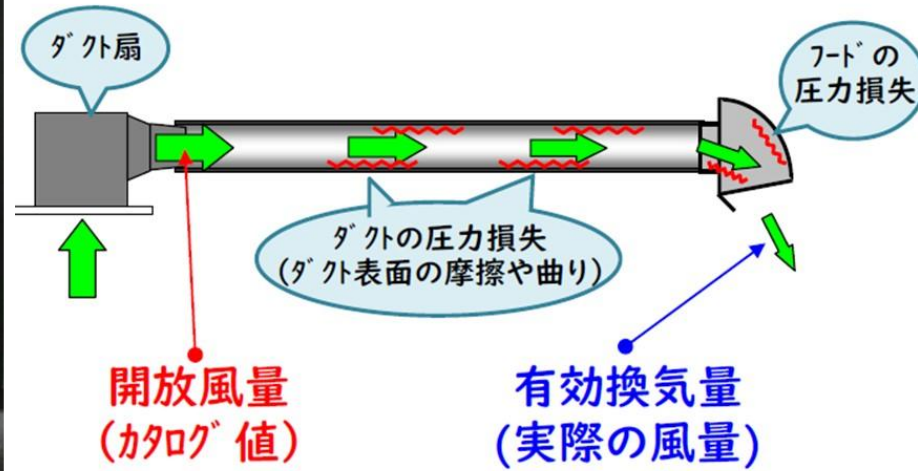 ダクト扇
フードの
圧力損失
ダクトの圧力損失
(ダクト表面の摩擦や曲り)
開放風量
(カタログ値)
有効換気量
(実際の風量)